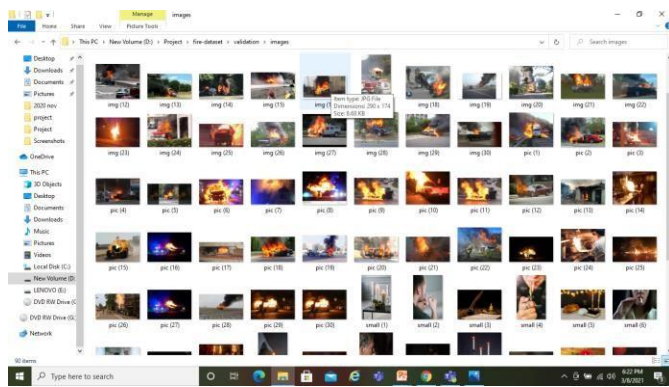 Manage images
File Home Share View Picture Tools
This PC > New Volume (D:) > Project > fire-dataset > validation > images
Search images
Desktop
Downloads
Documents
Pictures
2020 nov
project
Project
Screenshots
OneDrive
This PC
3D Objects
Desktop
Documents
Downloads
Music
Pictures
Videos
Local Disk (C:)
New Volume (D:
LENOVO (E:)
DVD RW Drive (G
DVD RW Drive (G:
Network
img (12) img (13) img (14) img (15) img (1 img (18) img (19) img (20) img (21) img (22)
Item type: JPG File
Dimensions: 290 x 174
Size: 8.68 KB
img (23) img (24) img (25) img (26) img (27) img (28) img (29) img (30) pic (1) pic (2) pic (3)
pic (4) pic (5) pic (6) pic (7) pic (8) pic (9) pic (10) pic (11) pic (12) pic (13) pic (14)
pic (15) pic (16) pic (17) pic (18) pic (19) pic (20) pic (21) pic (22) pic (23) pic (24) pic (25)
pic (26) pic (27) pic (28) pic (29) pic (30) small (1) small (2) small (3) small (4) small (5) small (6)
90 items
Type here to search
6:22 PM
3/8/2021